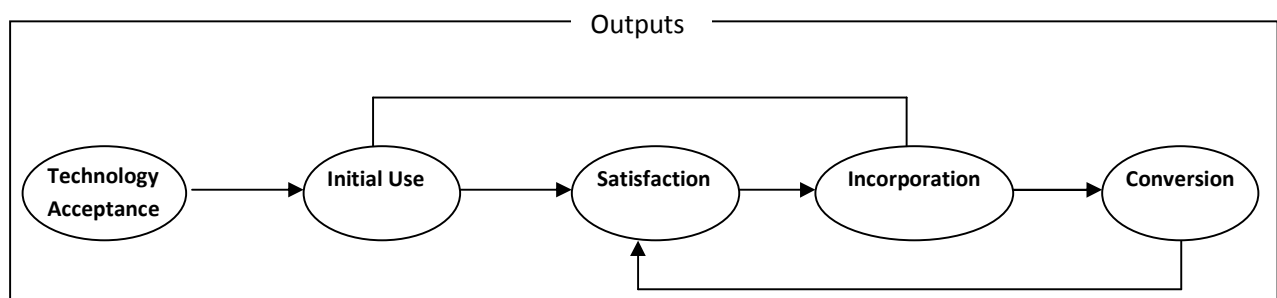 Outputs
Technology
Acceptance
Initial Use
Satisfaction
Incorporation
Conversion